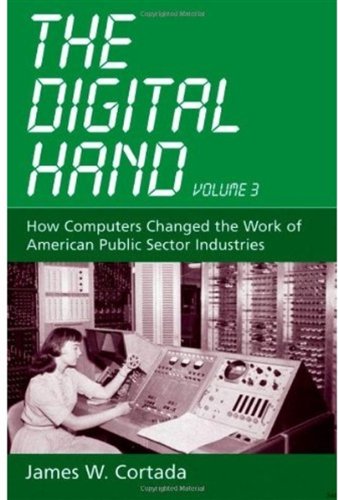 THE
DIGITAL
HAND VOLUME 3
How Computers Changed the Work of
American Public Sector Industries
James W. Cortada